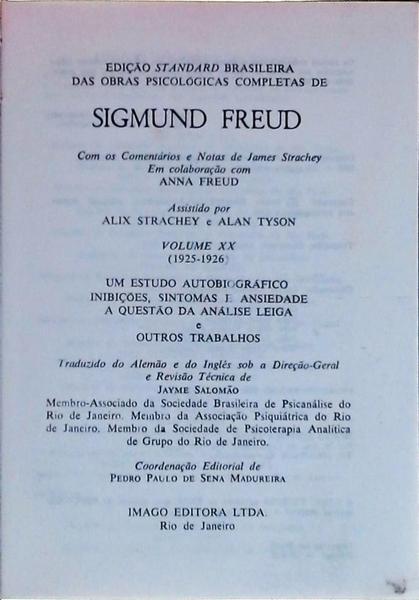 EDIÇÃO STANDARD BRASILEIRA
DAS OBRAS PSICOLÓGICAS COMPLETAS DE
SIGMUND FREUD
Com os Comentários e Notas de James Strachey
Em colaboração com
ANNA FREUD
Assistido por
ALIX STRACHEY e ALAN TYSON
VOLUME XX
(1925-1926)
UM ESTUDO AUTOBIOGRÁFICO
INIBIÇÕES, SINTOMAS E ANSIEDADE
A QUESTÃO DA ANÁLISE LEIGA
e
OUTROS TRABALHOS
Traduzido do Alemão e do Inglês sob a Direção-Geral
e Revisão Técnica de
JAYME SALOMÃO
Membro-Associado da Sociedade Brasileira de Psicanálise do
Rio de Janeiro. Membro da Associação Psiquiátrica do Rio
de Janeiro. Membro da Sociedade de Psicoterapia Analítica
de Grupo do Rio de Janeiro.
Coordenação Editorial de
PEDRO PAULO DE SENA MADUREIRA
IMAGO EDITORA LTDA.
Rio de Janeiro